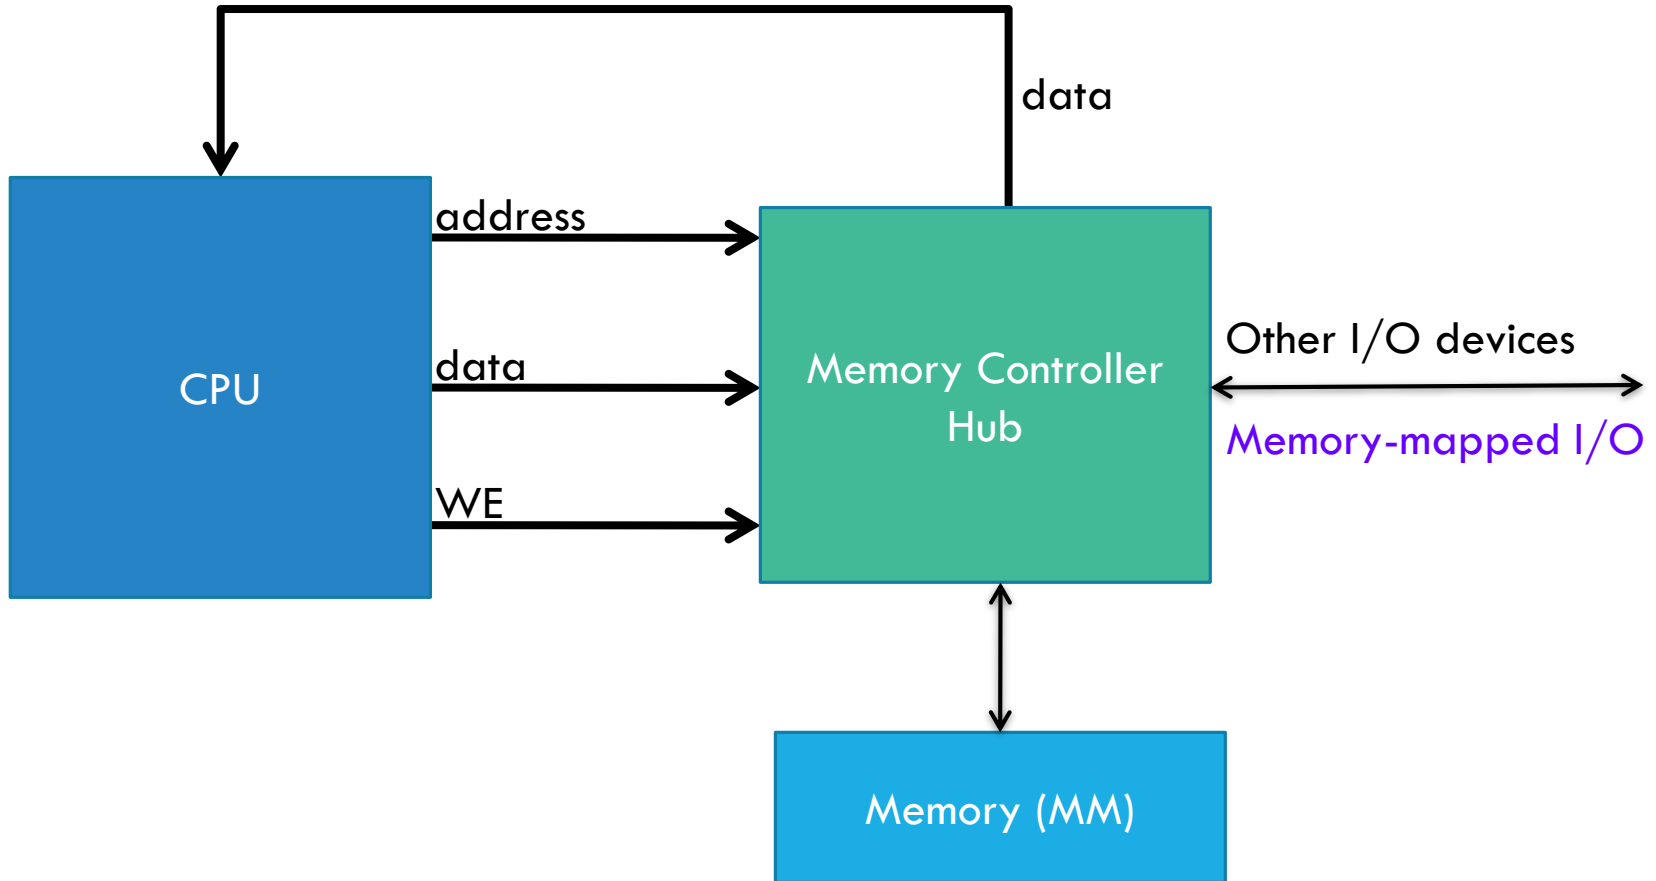 data
address
data
WE
CPU
Memory Controller
Hub
Other I/O devices
Memory-mapped I/O
Memory (MM)